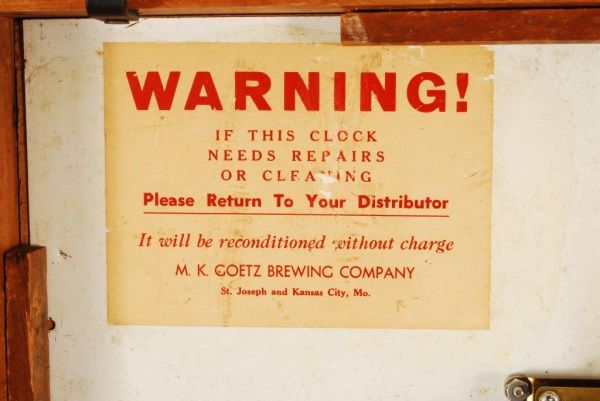 WARNING!
IF THIS CLOCK
NEEDS REPAIRS
OR CLEANING
Please Return To Your Distributor
It will be reconditioned without charge
M. K. GOETZ BREWING COMPANY
St. Joseph and Kansas City, Mo.